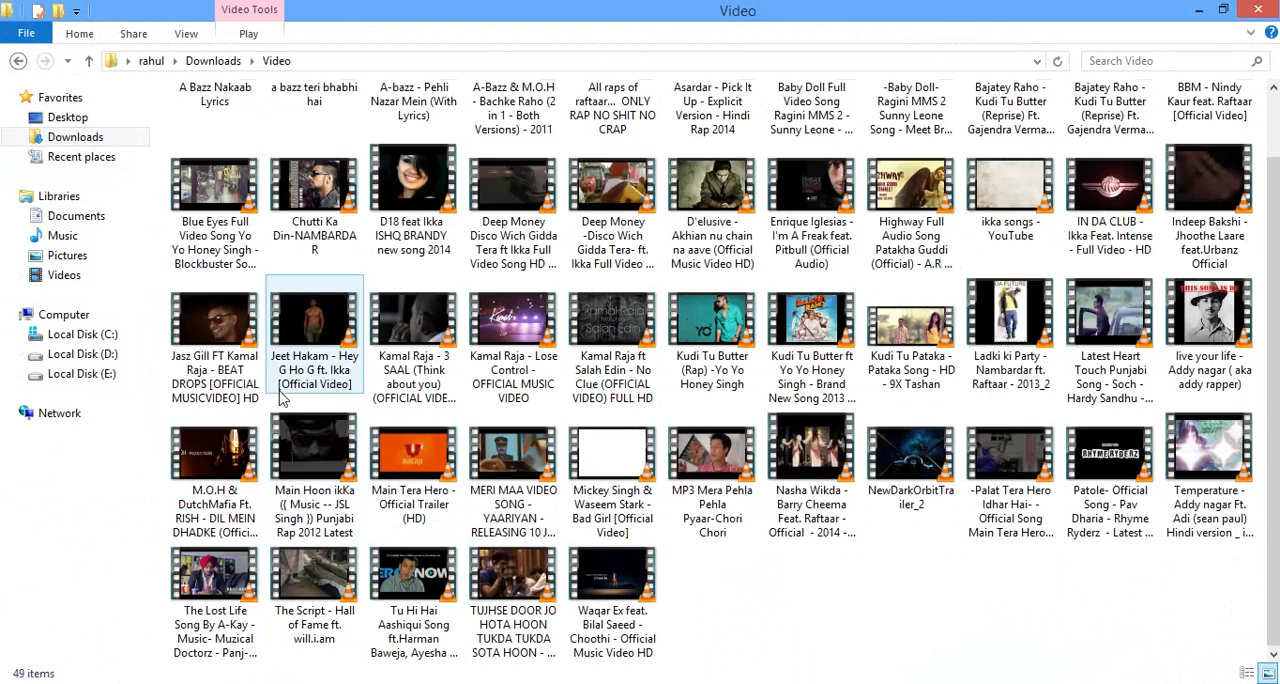 Video Tools
Video
File
Home
Share
View
Play
rahul
Downloads
Video
Search Video
Favorites
Desktop
Downloads
Recent places
Libraries
Documents
Music
Pictures
Videos
Computer
Local Disk (C:)
Local Disk (D:)
Local Disk (E:)
Network
A Bazz Nakaab
Lyrics
a bazz teri bhabhi
hai
A-bazz - Pehli
Nazar Mein (With
Lyrics)
A-Bazz & M.O.H -
Bachke Raho (2
in 1 - Both
Versions) - 2011
All raps of
raftaar... ONLY
RAP NO SHIT NO
CRAP
Asardar - Pick It
Up - Explicit
Version - Hindi
Rap 2014
Baby Doll Full
Video Song
Ragini MMS 2 -
Sunny Leone - ...
-Baby Doll-
Ragini MMS 2
Sunny Leone
Song - Meet Br...
Bajatey Raho -
Kudi Tu Butter
(Reprise) Ft.
Gajendra Verma...
Bajatey Raho -
Kudi Tu Butter
(Reprise) Ft.
Gajendra Verma...
BBM - Nindy
Kaur feat. Raftaar
[Official Video]
Blue Eyes Full
Video Song Yo
Yo Honey Singh -
Blockbuster So...
Chutti Ka
Din-NAMBARDA
R
D18 feat Ikka
ISHQ BRANDY
new song 2014
Deep Money
Disco Wich Gidda
Tera ft Ikka Full
Video Song HD ...
Deep Money
-Disco Wich
Gidda Tera- ft.
Ikka Full Video ...
D'elusive -
Akhian nu chain
na aave (Official
Music Video HD)
Enrique Iglesias -
I'm A Freak feat.
Pitbull (Official
Audio)
Highway Full
Audio Song
Patakha Guddi
(Official) - A.R ...
ikka songs -
YouTube
IN DA CLUB -
Ikka Feat. Intense
- Full Video - HD
Indeep Bakshi -
Jhoothe Laare
feat.Urbanz
Official
Jasz Gill FT Kamal
Raja - BEAT
DROPS [OFFICIAL
MUSICVIDEO] HD
Jeet Hakam - Hey
G Ho G ft. Ikka
[Official Video]
Kamal Raja - 3
SAAL (Think
about you)
(OFFICIAL VIDE...
Kamal Raja - Lose
Control -
OFFICIAL MUSIC
VIDEO
Kamal Raja ft
Salah Edin - No
Clue (OFFICIAL
VIDEO) FULL HD
Kudi Tu Butter
(Rap) -Yo Yo
Honey Singh
Kudi Tu Butter ft
- Yo Yo Honey
Singh - Brand
New Song 2013 ...
Kudi Tu Pataka -
Pataka Song - HD
- 9X Tashan
Ladki ki Party -
Nambardaar ft.
Raftaar - 2013_2
Latest Heart
Touch Punjabi
Song - Soch -
Hardy Sandhu -...
live your life -
Addy nagar ( aka
addy rapper)
M.O.H &
DutchMafia Ft.
RISH - DIL MEIN
DHADKE (Offici...
Main Hoon ikKa
({ Music -- JSL
Singh }) Punjabi
Rap 2012 Latest
Main Tera Hero -
Official Trailer
(HD)
MERI MAA VIDEO
SONG -
YAARIYAN -
RELEASING 10 J...
Mickey Singh &
Waseem Stark -
Bad Girl [Official
Video]
MP3 Mera Pehla
Pehla
Pyaar-Chori
Chori
Nasha Wikda -
Barry Cheema
Feat. Raftaar -
Official - 2014 -...
NewDarkOrbitTra
iler_2
-Palat Tera Hero
Idhar Hai- -
Official Song
Main Tera Hero...
Patole- Official
Song - Pav
Dharia - Rhyme
Ryderz - Latest ...
Temperature -
Addy nagar Ft.
Adi (sean paul)
Hindi version _ i...
The Lost Life
Song By A-Kay -
Music- Muzical
Doctorz - Panj-...
The Script - Hall
of Fame ft.
will.i.am
Tu Hi Hai
Aashiqui Song
ft.Harman
Baweja, Ayesha ...
TUJHSE DOOR JO
HOTA HOON
TUKDA TUKDA
SOTA HOON - ...
Waqar Ex feat.
Bilal Saeed -
Choothi - Official
Music Video HD
49 items